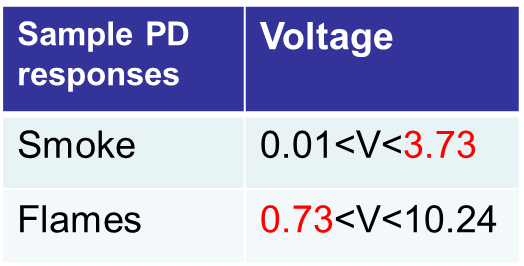 Sample PD Voltage
responses
Smoke 0.01<V<3.73
Flames 0.73<V<10.24